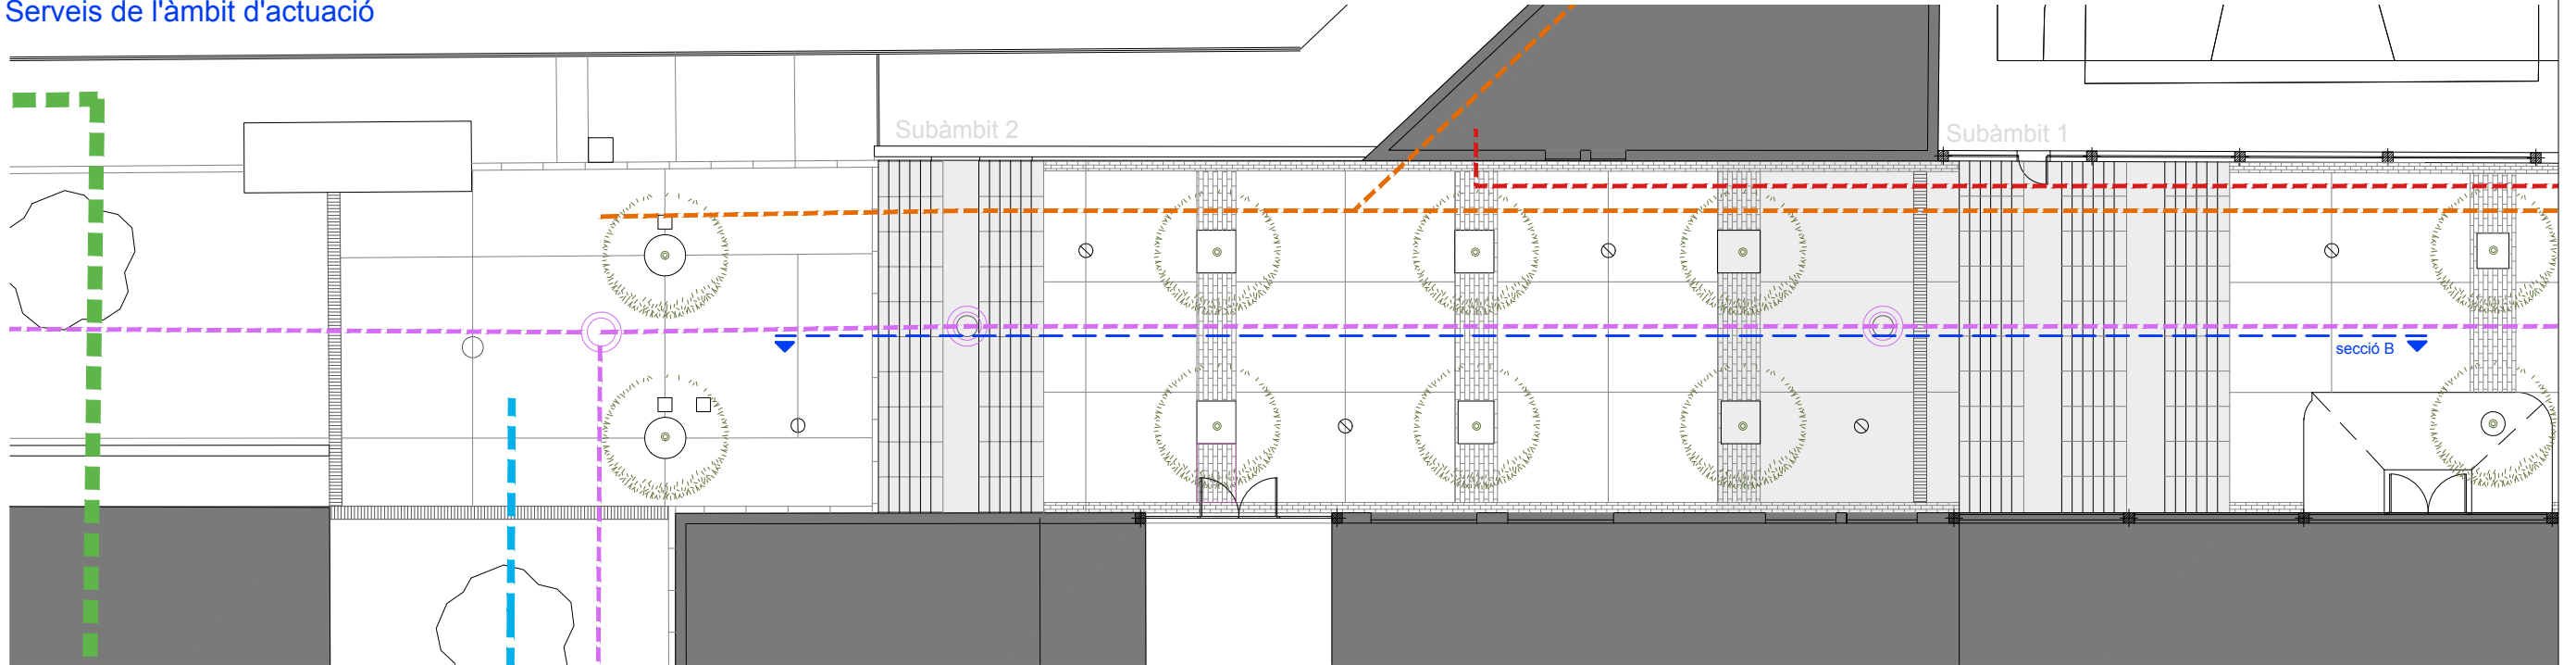 Serveis de l'àmbit d'actuació
Subàmbit 2
Subàmbit 1
secció B